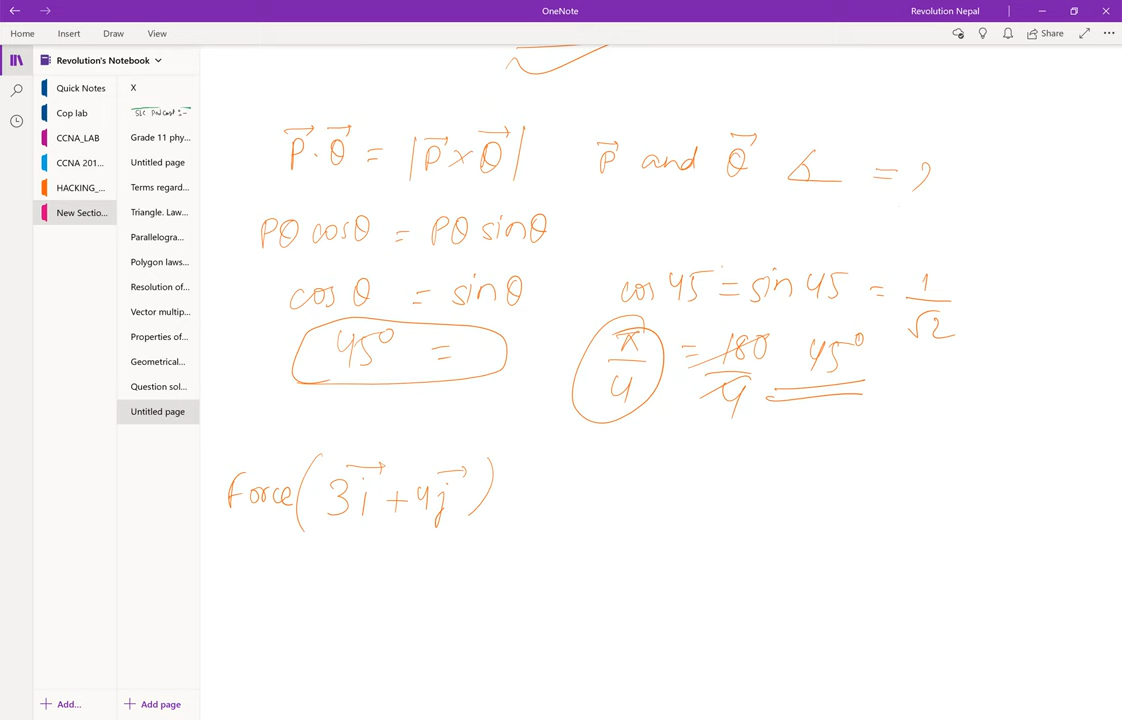 OneNote
Revolution Nepal
Home Insert Draw View
Share
Revolution's Notebook
Quick Notes
Cop lab
CCNA_LAB
CCNA 201...
HACKING_...
New Sectio...
X
Grade 11 phy...
Untitled page
Terms regard...
Triangle. Law...
Parallelogra...
Polygon laws...
Resolution of...
Vector multip...
Properties of...
Geometrical...
Question sol...
Untitled page
Add...
Add page
P⃗ · θ⃗ = |P⃗ × θ⃗| P⃗ and θ⃗ ∠ = ?
Pθ cosθ = Pθ sinθ
cos θ = sinθ cos 45 = sin 45 = 1/√2
45° = π/4 = 180/4 45°
Force (3i⃗ + 4j⃗)